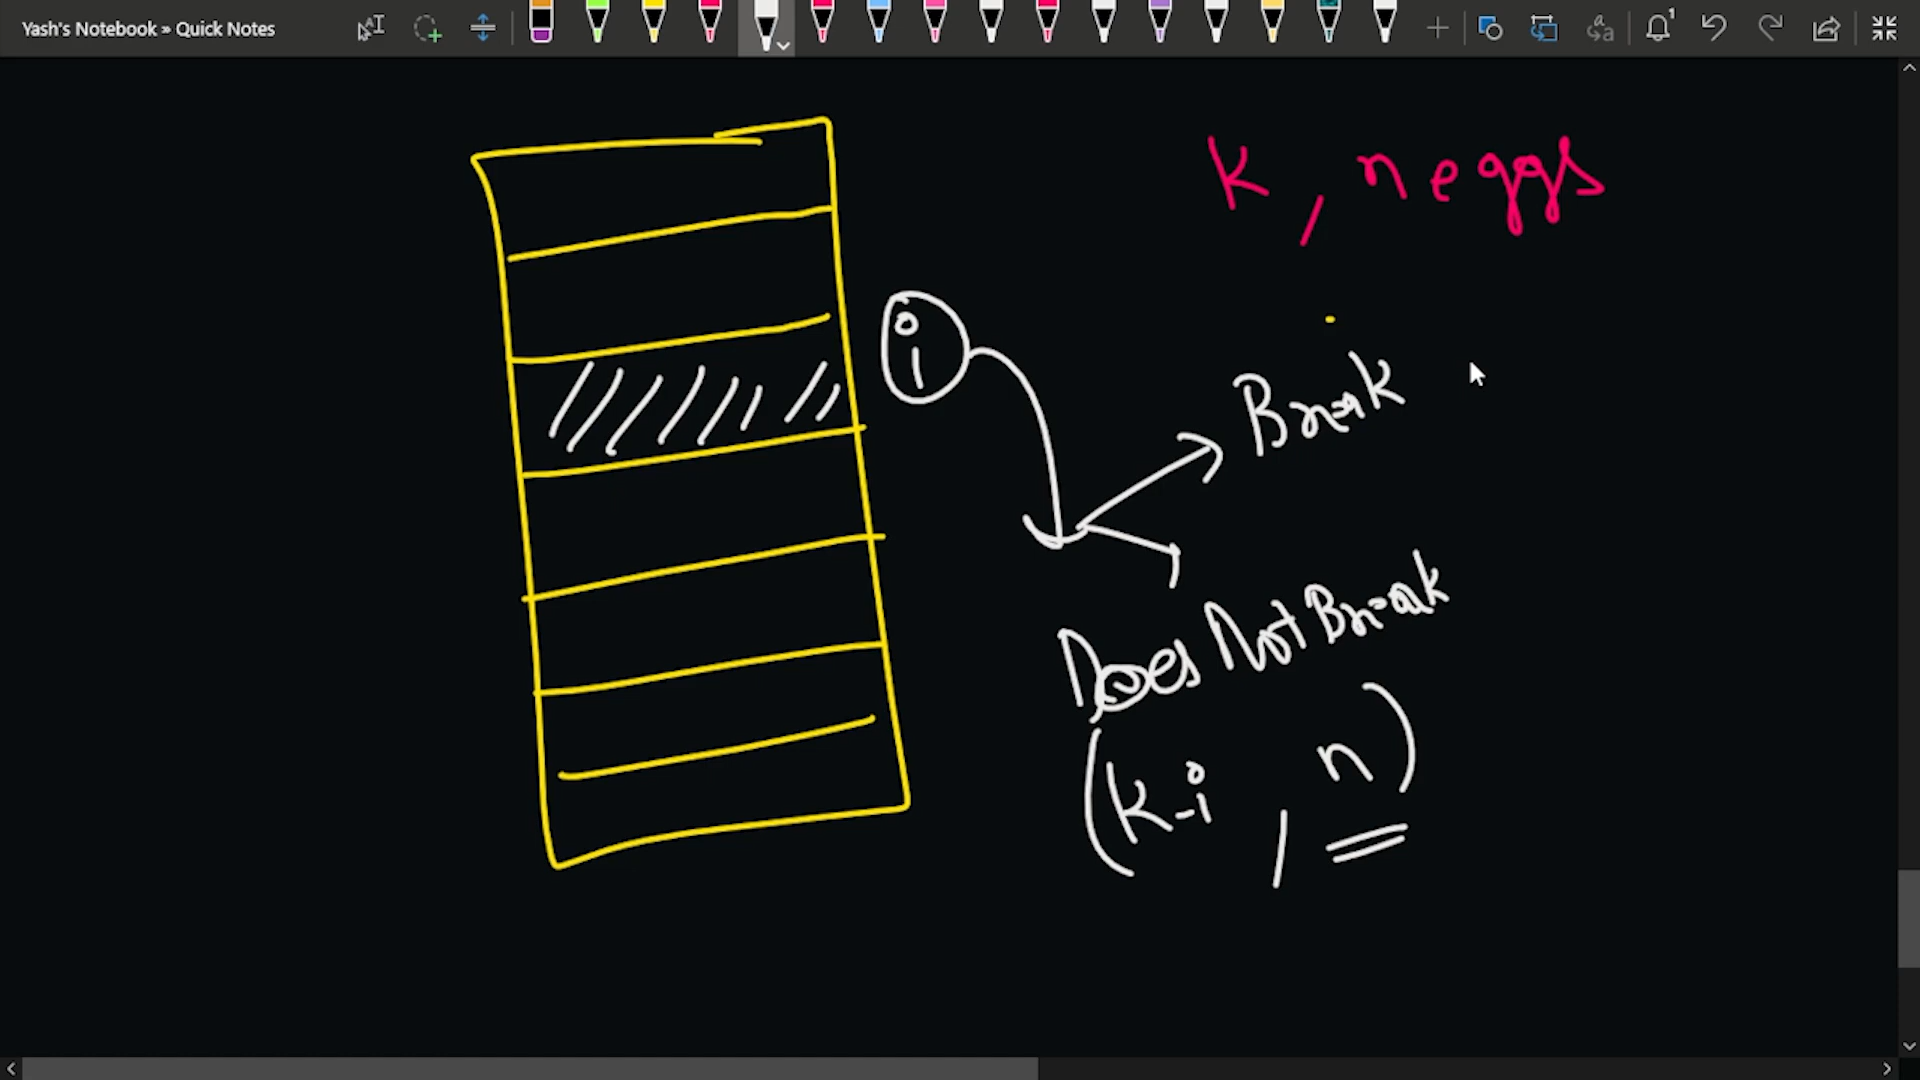 Yash's Notebook » Quick Notes
k, n eggs
i
Break
Does Not Break
(k-i, n)